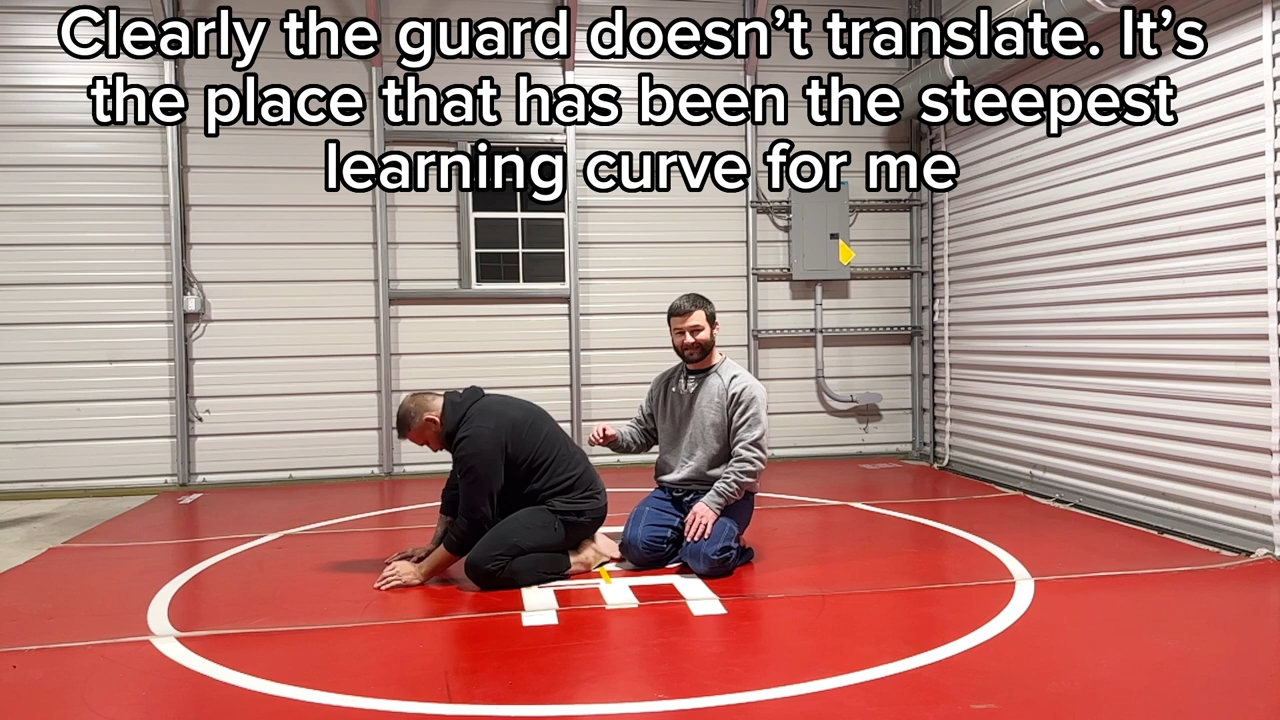 Clearly the guard doesn't translate. It's
the place that has been the steepest
learning curve for me
E